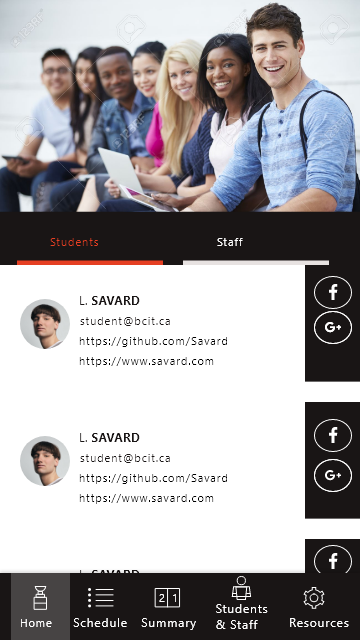 Students
Staff
L. SAVARD
student@bcit.ca
https://github.com/Savard
https://www.savard.com
f
G+
L. SAVARD
student@bcit.ca
https://github.com/Savard
https://www.savard.com
f
G+
L. SAVARD
f
2 1
Home
Schedule
Summary
Students
& Staff
Resources